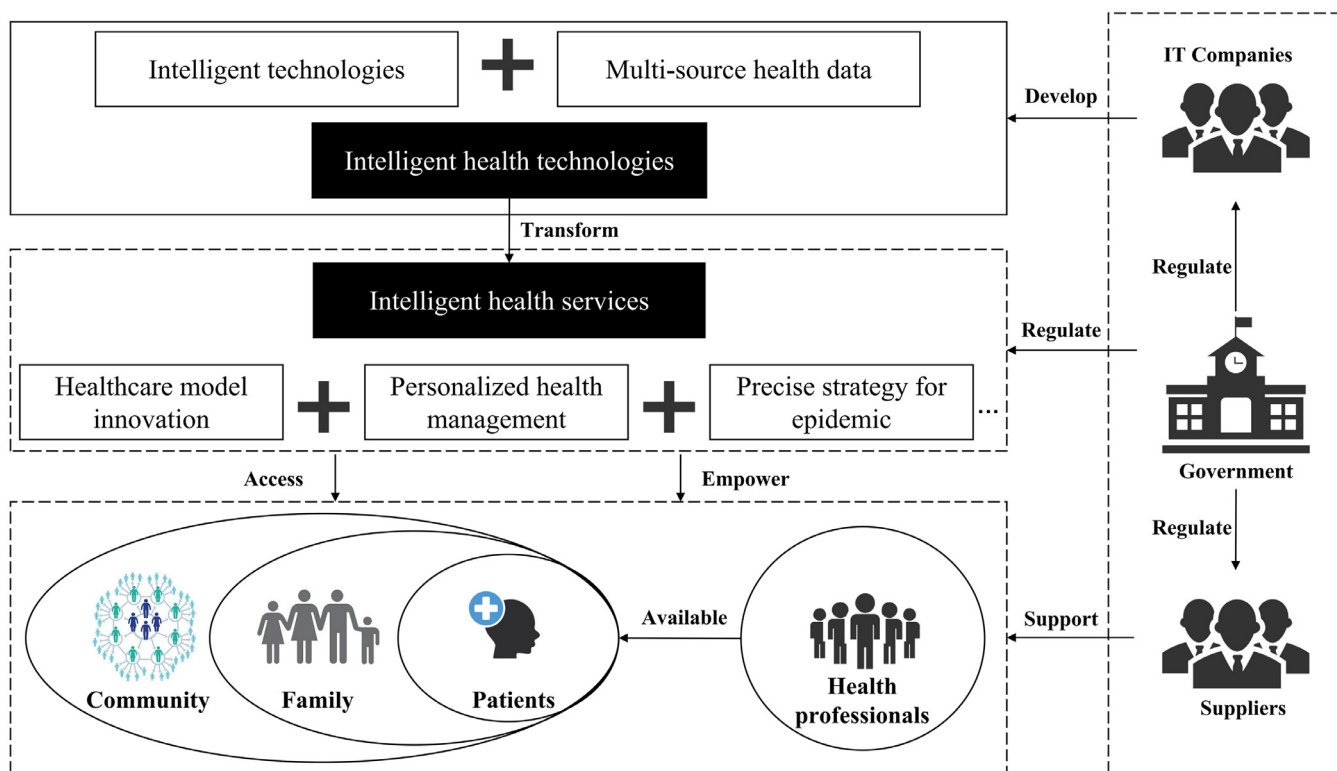 Intelligent technologies
Multi-source health data
Intelligent health technologies
Transform
Intelligent health services
Healthcare model
innovation
Personalized health
management
Precise strategy for
epidemic
...
Access
Empower
Community
Family
Patients
Available
Health
professionals
Develop
Regulate
Support
IT Companies
Regulate
Government
Regulate
Suppliers